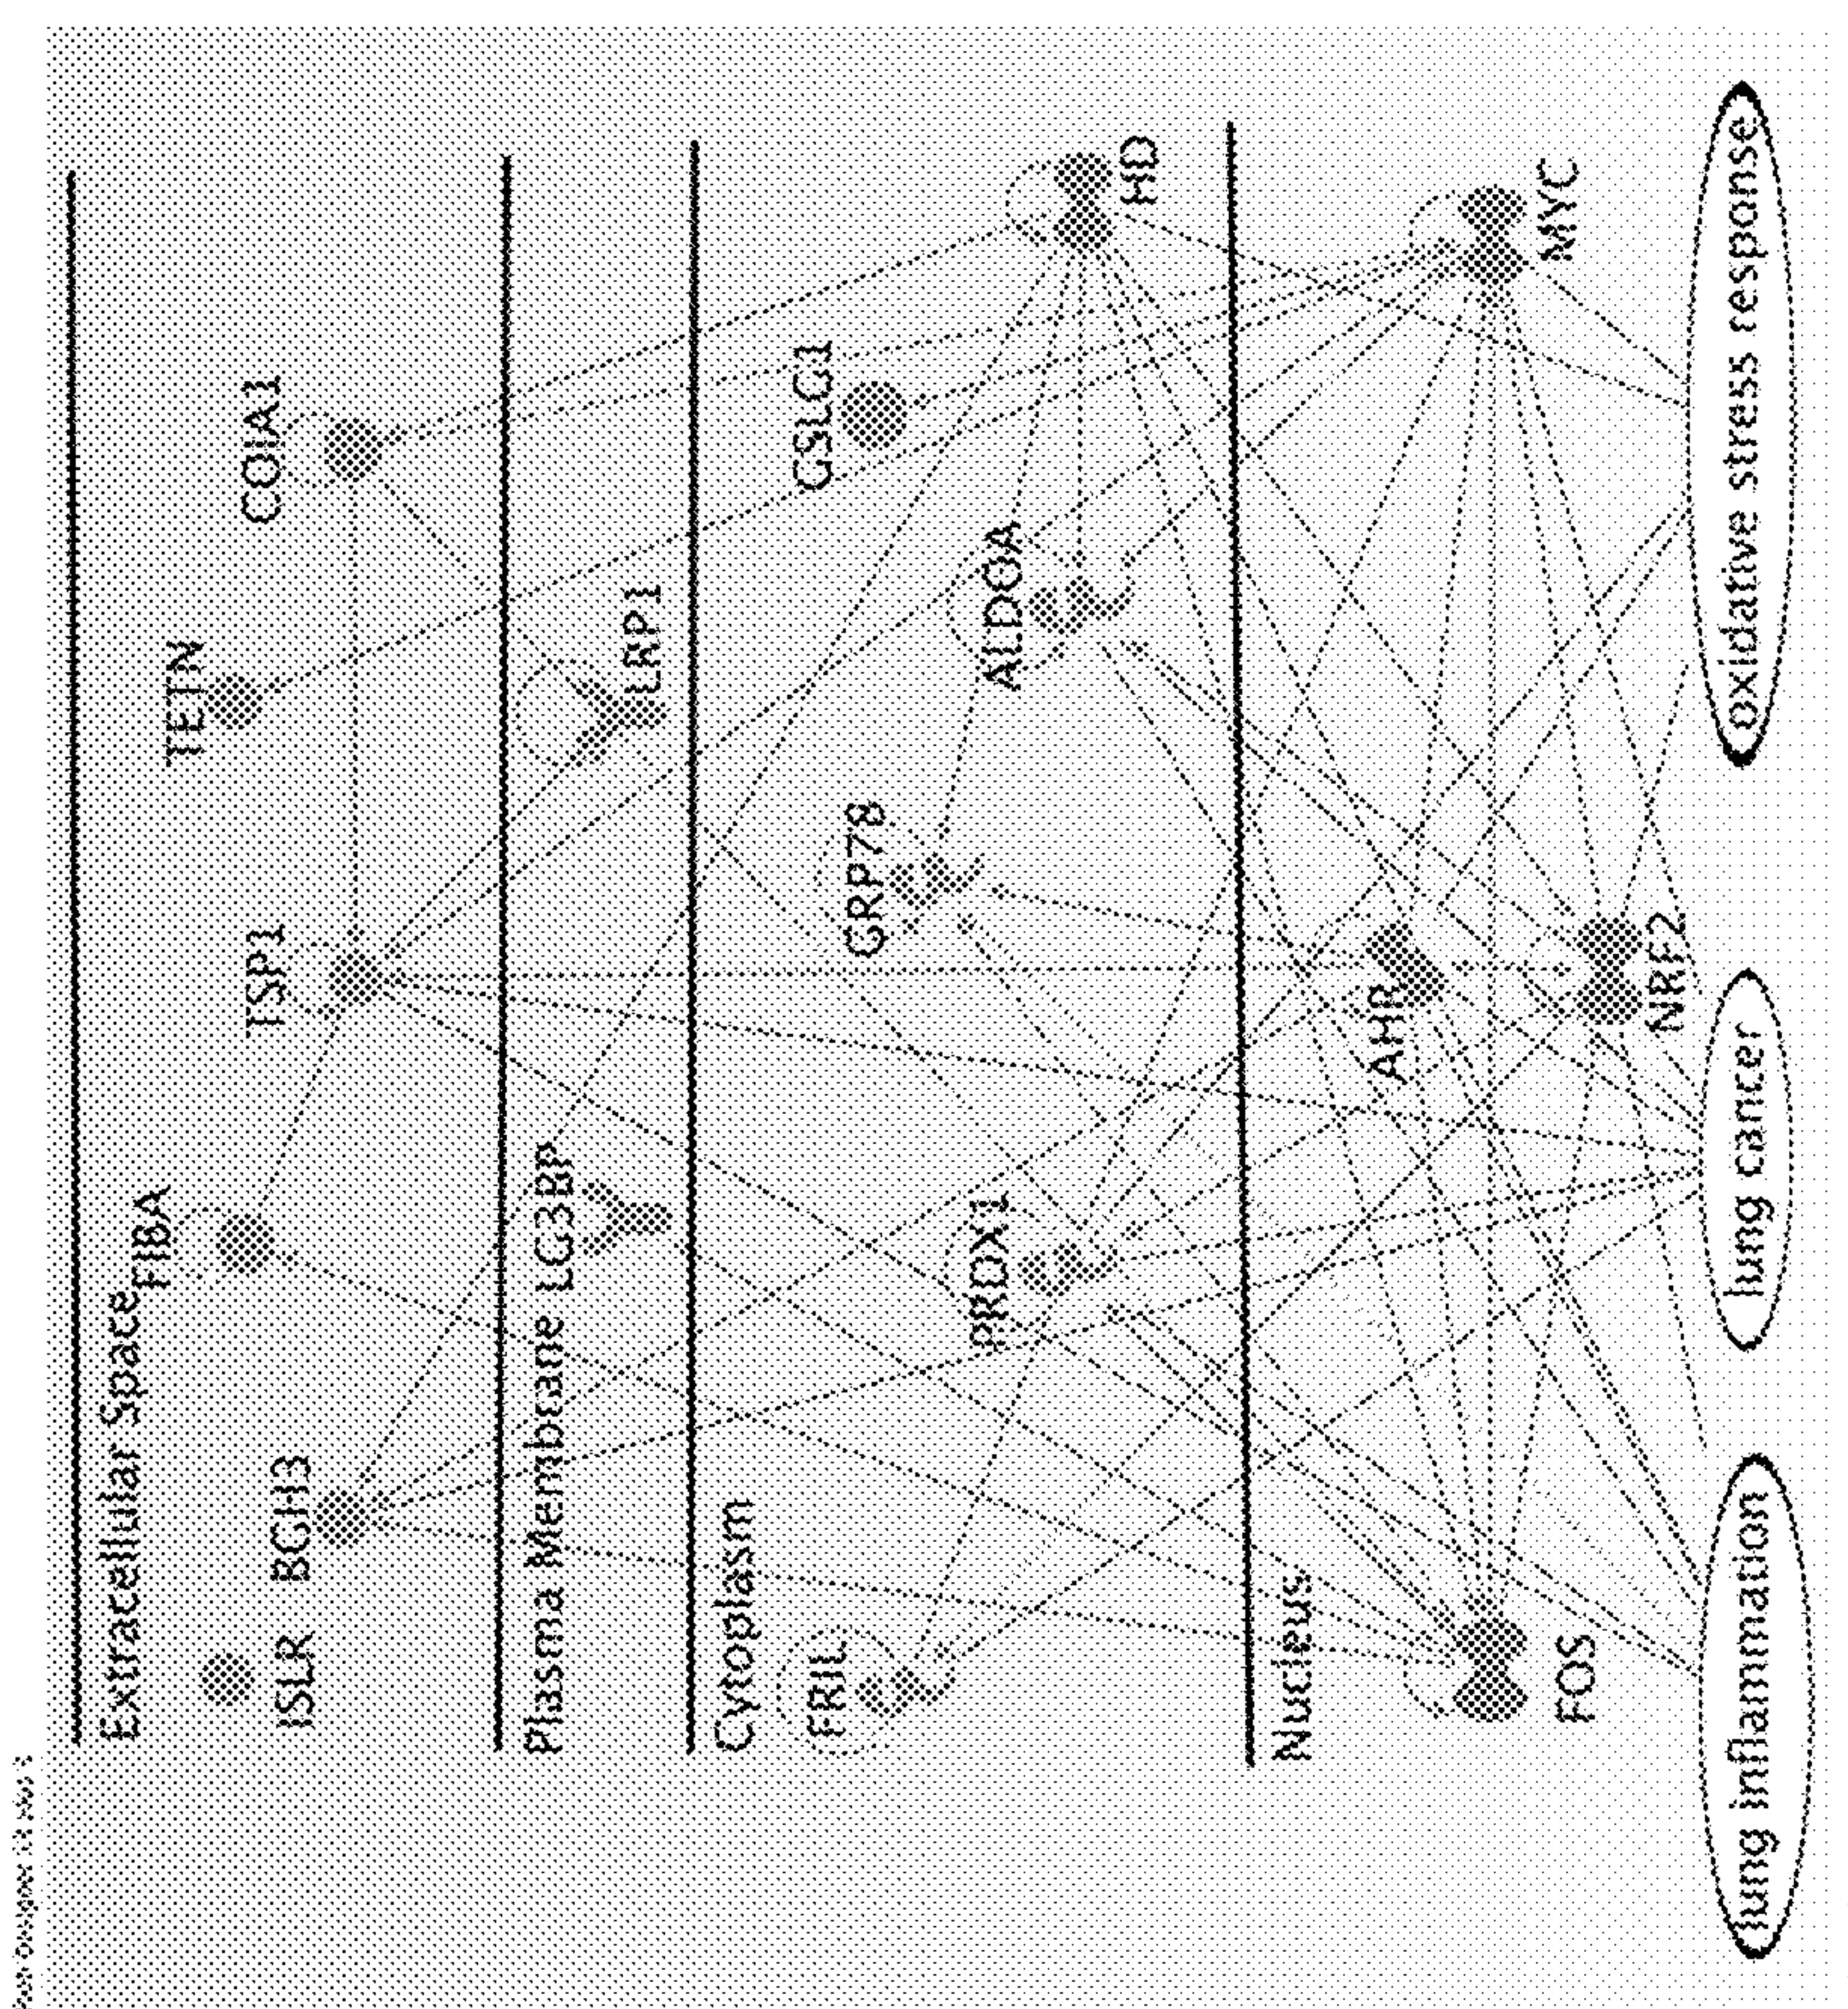 Extracellular Space
ISLR
BGH3
FIBA
TSP1
TETN
COIA1
Plasma Membrane
LG3BP
LRP1
Cytoplasm
FRIL
PRDX1
GRP78
ALDOA
GSLG1
HD
Nucleus
FOS
AHR
NRF2
MYC
lung inflammation
lung cancer
oxidative stress response